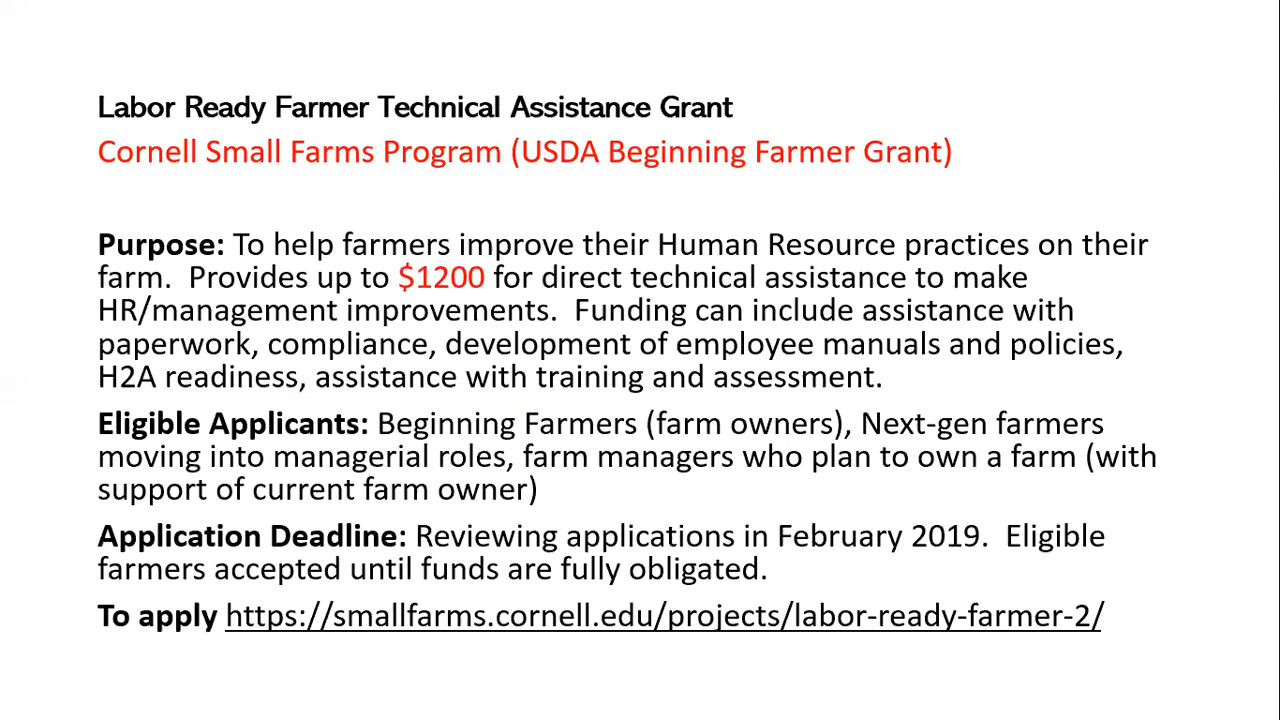 Labor Ready Farmer Technical Assistance Grant
Cornell Small Farms Program (USDA Beginning Farmer Grant)
Purpose: To help farmers improve their Human Resource practices on their
farm.  Provides up to $1200 for direct technical assistance to make
HR/management improvements.  Funding can include assistance with
paperwork, compliance, development of employee manuals and policies,
H2A readiness, assistance with training and assessment.
Eligible Applicants: Beginning Farmers (farm owners), Next-gen farmers
moving into managerial roles, farm managers who plan to own a farm (with
support of current farm owner)
Application Deadline: Reviewing applications in February 2019.  Eligible
farmers accepted until funds are fully obligated.
To apply https://smallfarms.cornell.edu/projects/labor-ready-farmer-2/